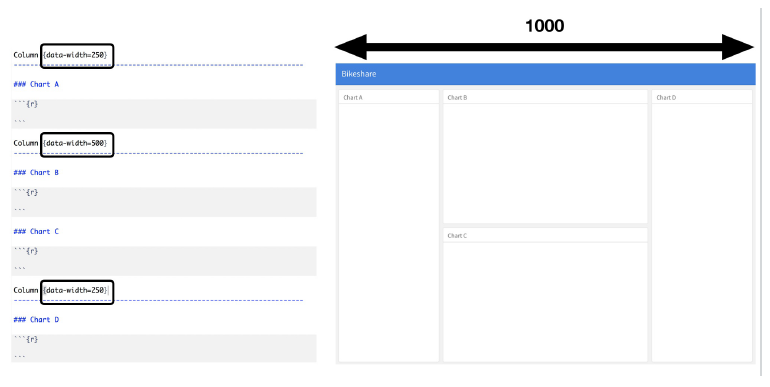 Column {data-width=250}
-----------------------------------------------------------------------
### Chart A
```{r}
```
Column {data-width=500}
-----------------------------------------------------------------------
### Chart B
```{r}
```
### Chart C
```{r}
```
Column {data-width=250}
-----------------------------------------------------------------------
### Chart D
```{r}
```
1000
Bikeshare
Chart A
Chart B
Chart D
Chart C